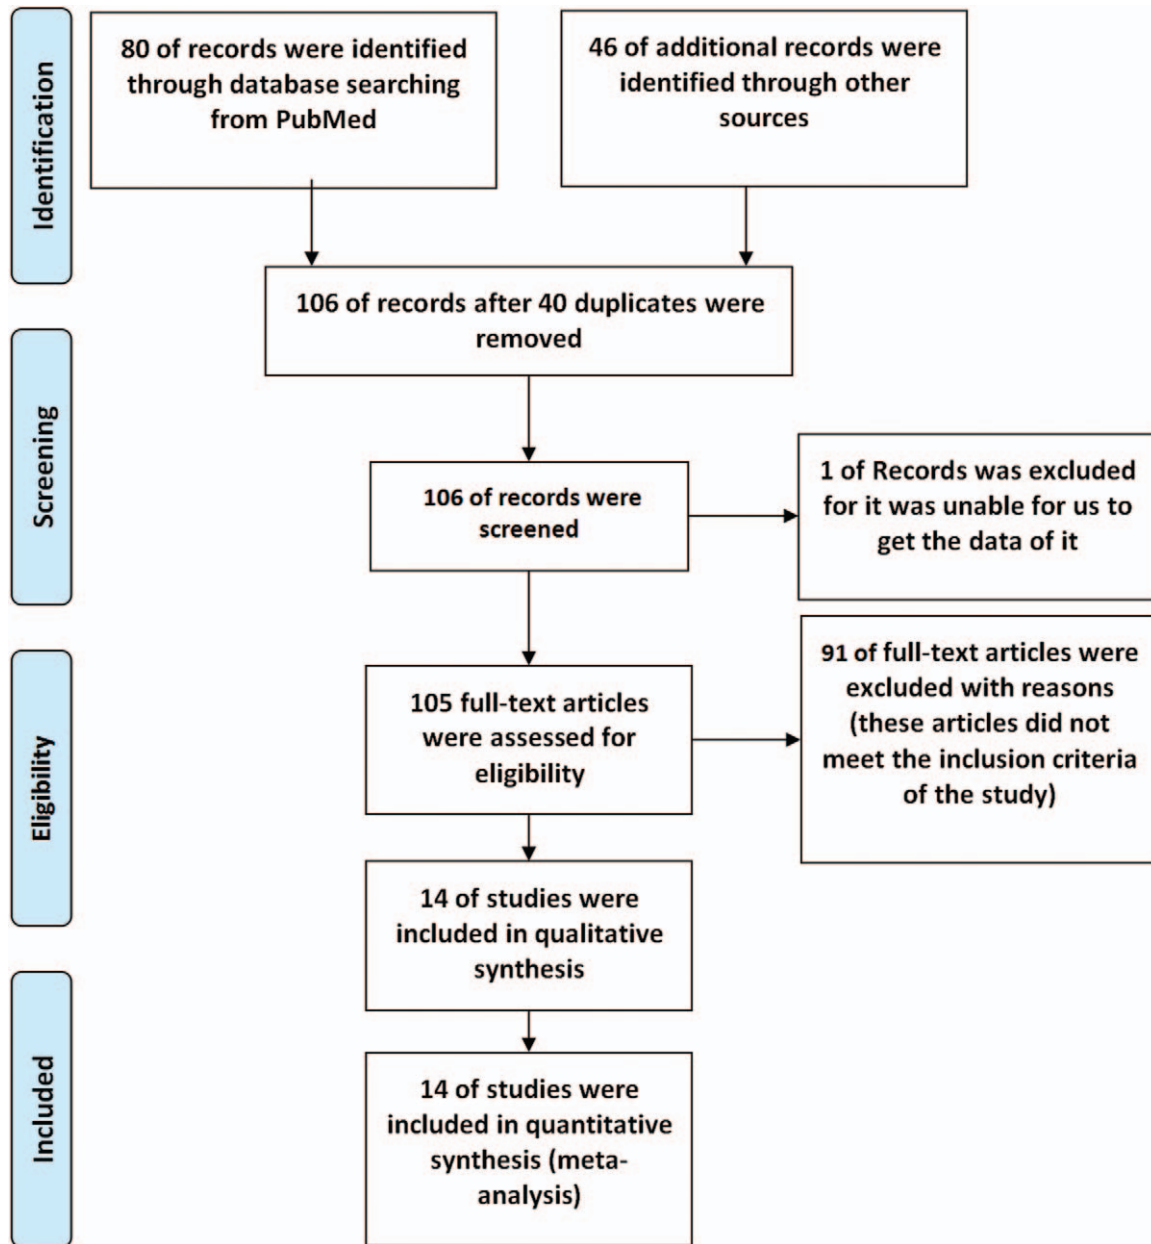 Identification
80 of records were identified
through database searching
from PubMed
46 of additional records were
identified through other
sources
106 of records after 40 duplicates were
removed
Screening
106 of records were
screened
1 of Records was excluded
for it was unable for us to
get the data of it
Eligibility
105 full-text articles
were assessed for
eligibility
91 of full-text articles were
excluded with reasons
(these articles did not
meet the inclusion criteria
of the study)
14 of studies were
included in qualitative
synthesis
Included
14 of studies were
included in quantitative
synthesis (meta-
analysis)